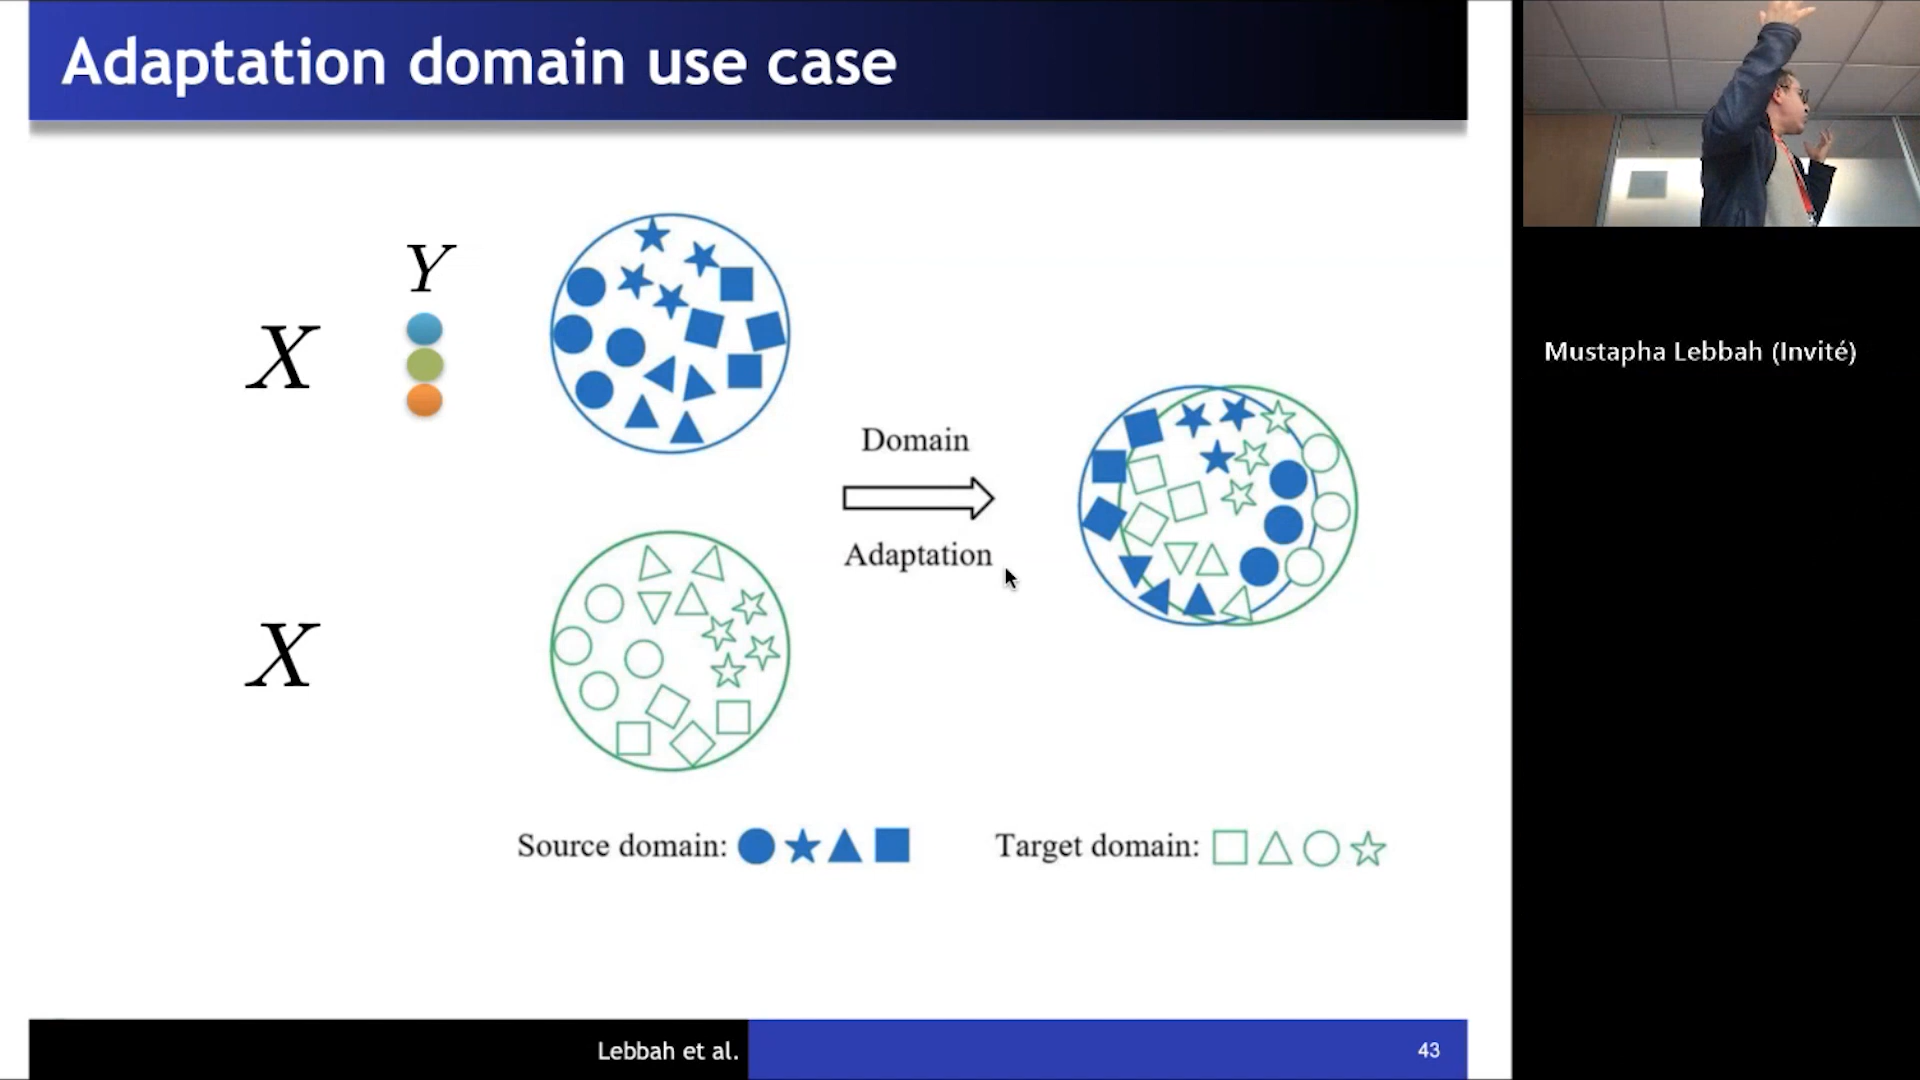 Adaptation domain use case
Y
X
Domain
Adaptation
X
Source domain:
Target domain:
Lebbah et al.
43
Mustapha Lebbah (Invité)